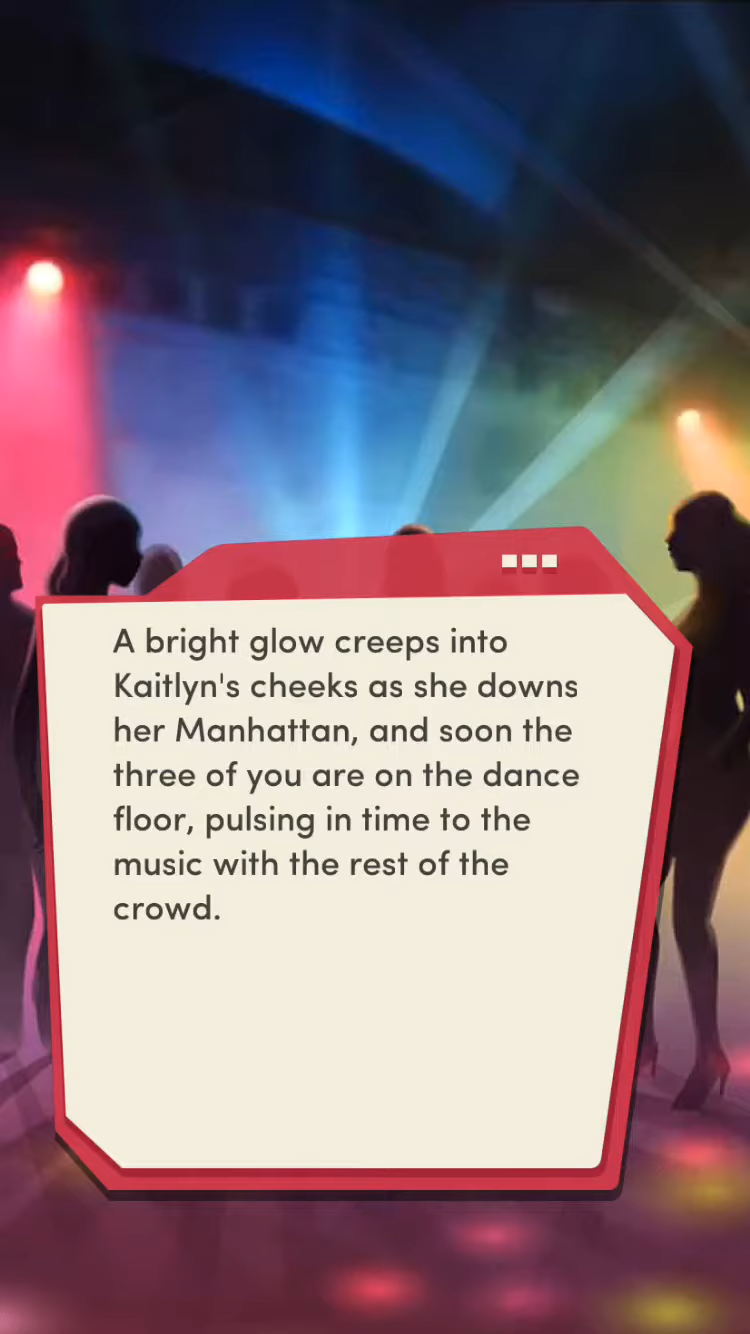 A bright glow creeps into
Kaitlyn's cheeks as she downs
her Manhattan, and soon the
three of you are on the dance
floor, pulsing in time to the
music with the rest of the
crowd.